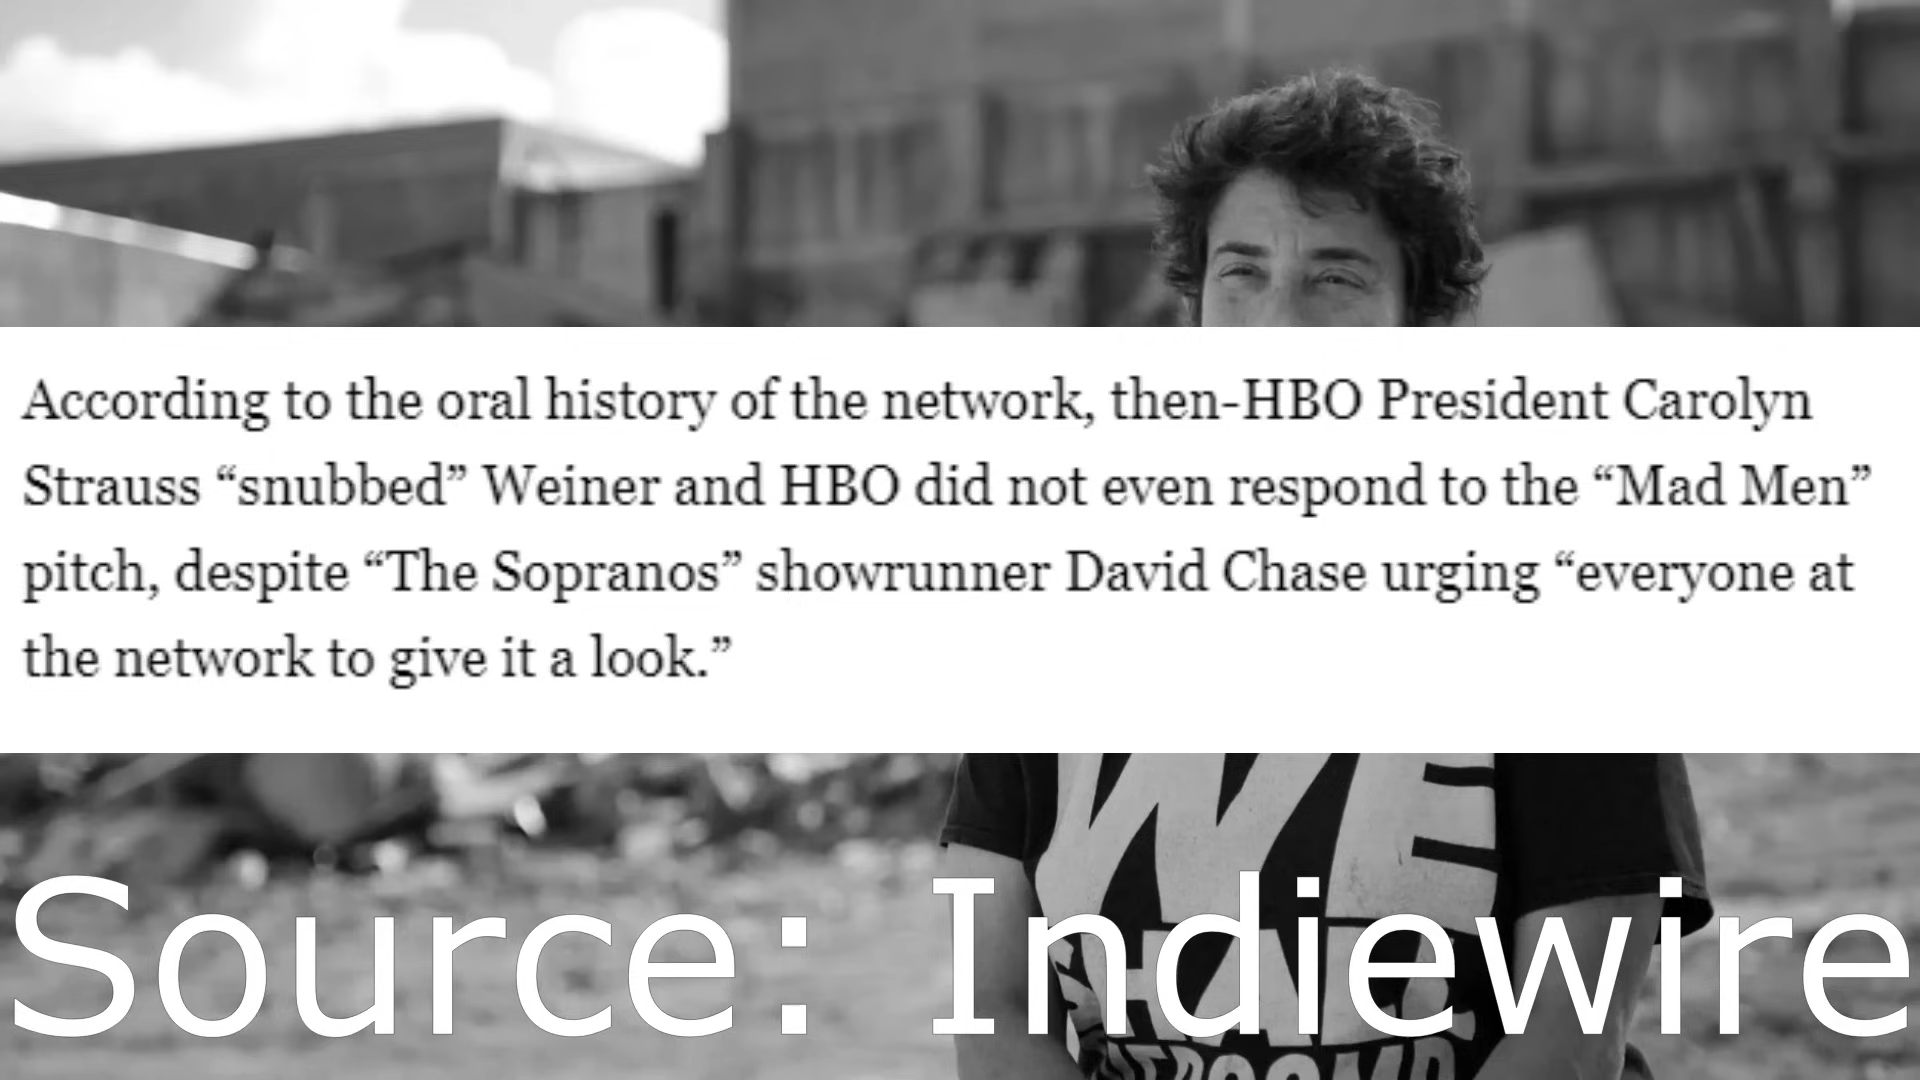 According to the oral history of the network, then-HBO President Carolyn
Strauss “snubbed” Weiner and HBO did not even respond to the “Mad Men”
pitch, despite “The Sopranos” showrunner David Chase urging “everyone at
the network to give it a look.”
WE
Source: Indiewire